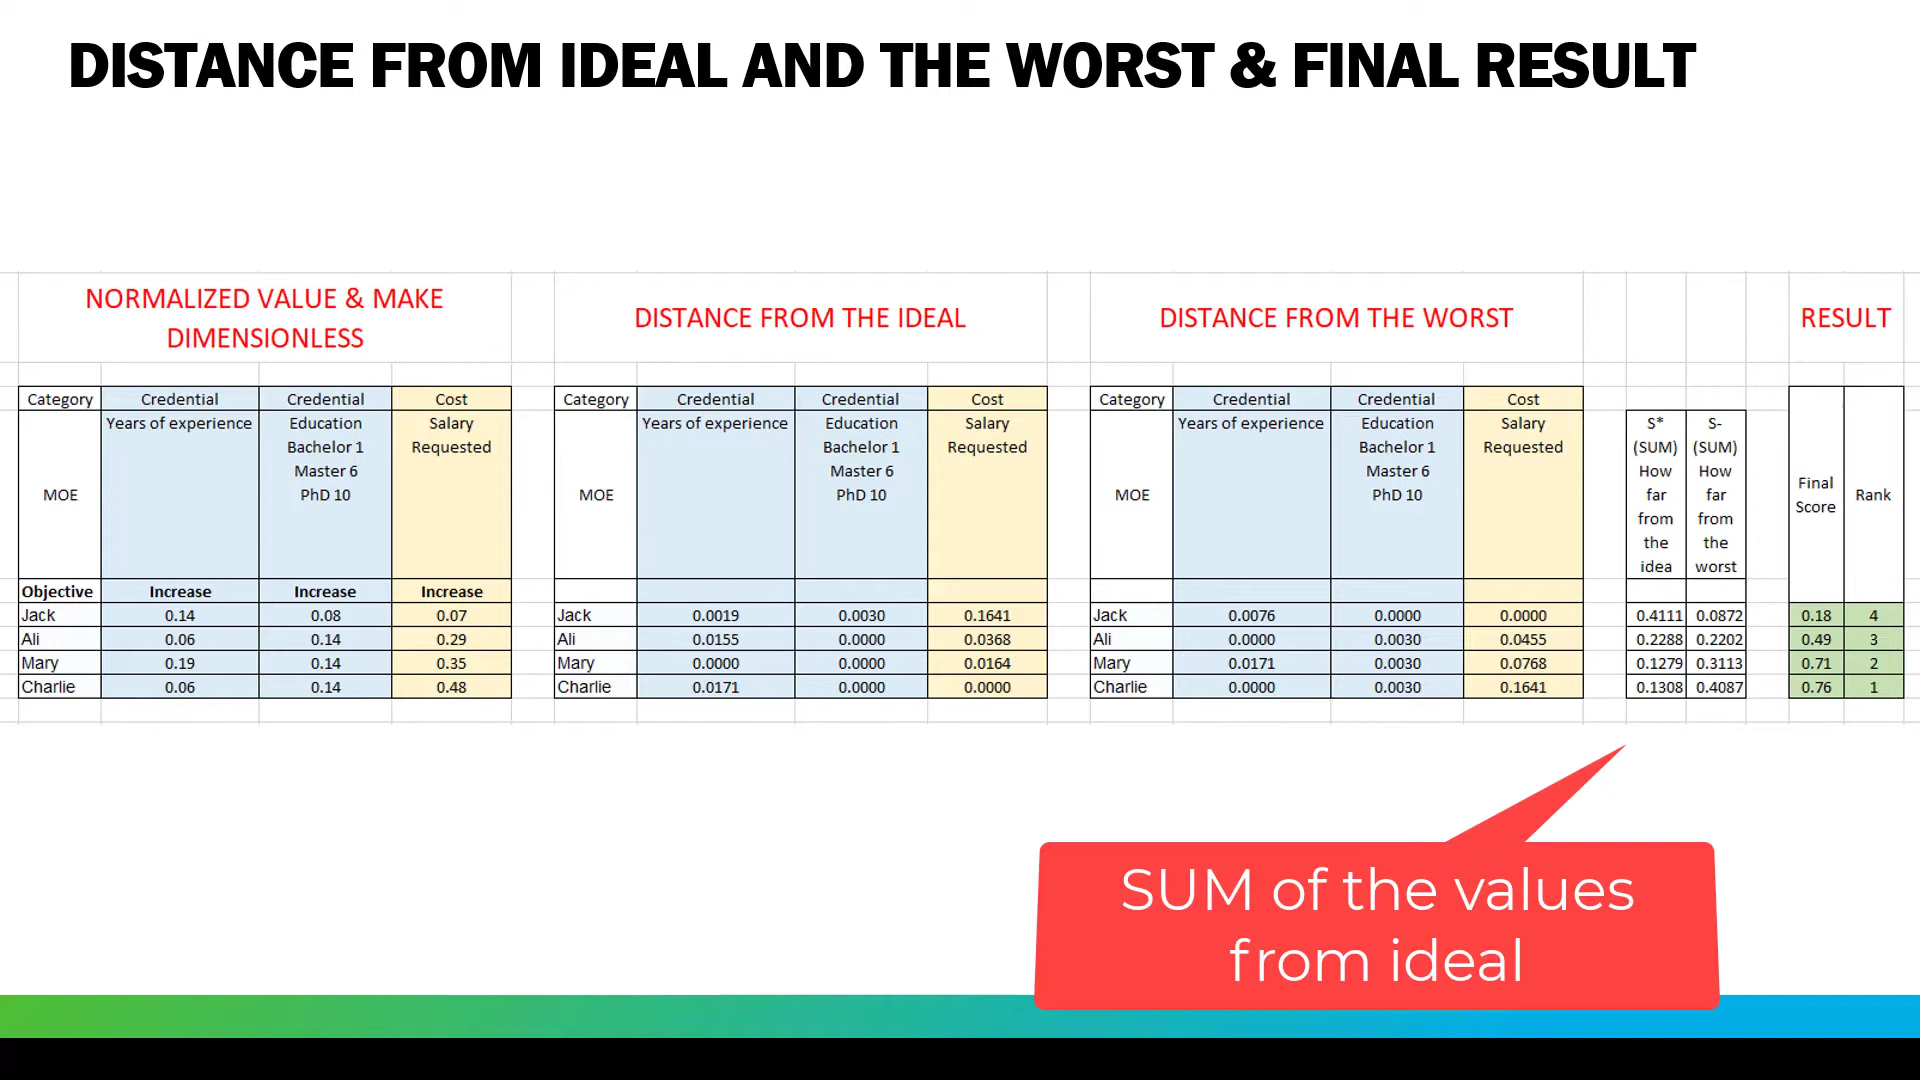 DISTANCE FROM IDEAL AND THE WORST & FINAL RESULT
NORMALIZED VALUE & MAKE
DIMENSIONLESS
Category Credential Credential Cost
MOE Years of experience Education Salary
Bachelor 1 Requested
Master 6
PhD 10
Objective Increase Increase Increase
Jack 0.14 0.08 0.07
Ali 0.06 0.14 0.29
Mary 0.19 0.14 0.35
Charlie 0.06 0.14 0.48
DISTANCE FROM THE IDEAL
Category Credential Credential Cost
MOE Years of experience Education Salary
Bachelor 1 Requested
Master 6
PhD 10
Jack 0.0019 0.0030 0.1641
Ali 0.0155 0.0000 0.0368
Mary 0.0000 0.0000 0.0164
Charlie 0.0171 0.0000 0.0000
DISTANCE FROM THE WORST
Category Credential Credential Cost
MOE Years of experience Education Salary
Bachelor 1 Requested
Master 6
PhD 10
Jack 0.0076 0.0000 0.0000
Ali 0.0000 0.0030 0.0455
Mary 0.0171 0.0030 0.0768
Charlie 0.0000 0.0030 0.1641
S* S-
(SUM) (SUM)
How How
far far
from from
the the
idea worst
0.4111 0.0872
0.2288 0.2202
0.1279 0.3113
0.1308 0.4087
RESULT
Final
Score Rank
0.18 4
0.49 3
0.71 2
0.76 1
SUM of the values
from ideal